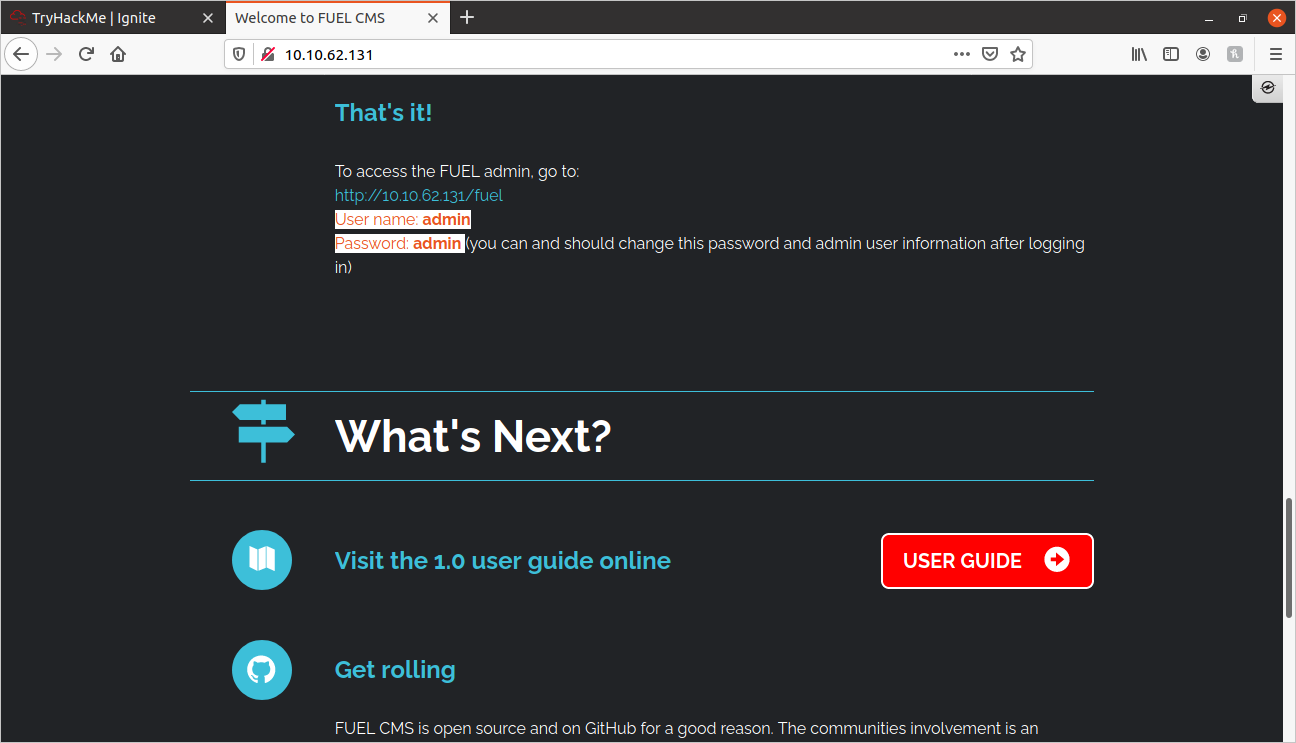 TryHackMe | Ignite
Welcome to FUEL CMS
10.10.62.131
That's it!
To access the FUEL admin, go to:
http://10.10.62.131/fuel
User name: admin
Password: admin (you can and should change this password and admin user information after logging
in)
What's Next?
Visit the 1.0 user guide online
USER GUIDE
Get rolling
FUEL CMS is open source and on GitHub for a good reason. The communities involvement is an